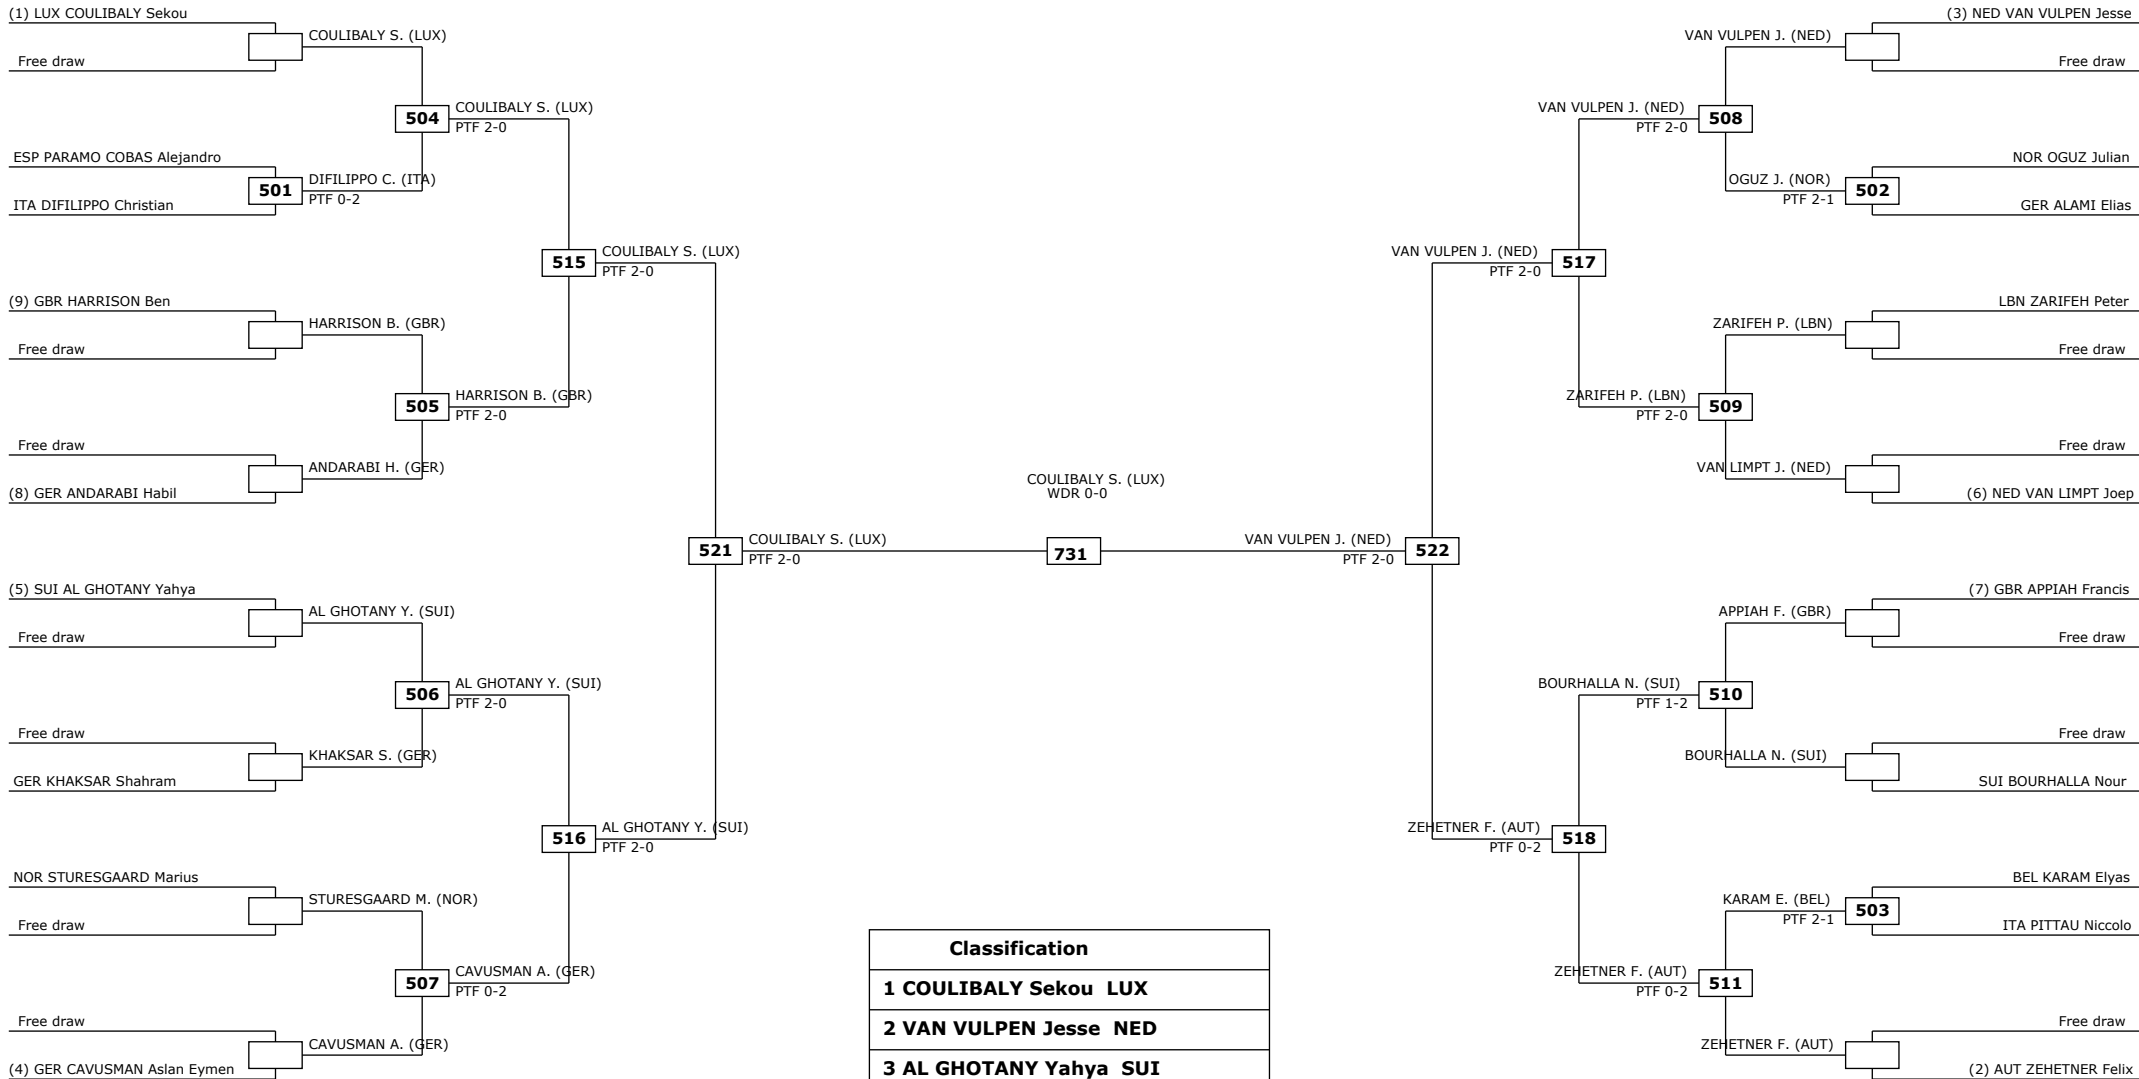 (1) LUX COULIBALY Sekou
COULIBALY S. (LUX)
Free draw
504
COULIBALY S. (LUX)
PTF 2-0
ESP PARAMO COBAS Alejandro
501
DIFILIPPO C. (ITA)
PTF 0-2
ITA DIFILIPPO Christian
515
COULIBALY S. (LUX)
PTF 2-0
(9) GBR HARRISON Ben
HARRISON B. (GBR)
Free draw
505
HARRISON B. (GBR)
PTF 2-0
Free draw
ANDARABI H. (GER)
(8) GER ANDARABI Habil
521
COULIBALY S. (LUX)
PTF 2-0
(5) SUI AL GHOTANY Yahya
AL GHOTANY Y. (SUI)
Free draw
506
AL GHOTANY Y. (SUI)
PTF 2-0
Free draw
KHAKSAR S. (GER)
GER KHAKSAR Shahram
516
AL GHOTANY Y. (SUI)
PTF 2-0
NOR STURESGAARD Marius
STURESGAARD M. (NOR)
Free draw
507
CAVUSMAN A. (GER)
PTF 0-2
Free draw
CAVUSMAN A. (GER)
(4) GER CAVUSMAN Aslan Eymen
COULIBALY S. (LUX)
WDR 0-0
731
(3) NED VAN VULPEN Jesse
VAN VULPEN J. (NED)
Free draw
VAN VULPEN J. (NED)
PTF 2-0
508
NOR OGUZ Julian
OGUZ J. (NOR)
PTF 2-1
502
GER ALAMI Elias
VAN VULPEN J. (NED)
PTF 2-0
517
LBN ZARIFEH Peter
ZARIFEH P. (LBN)
Free draw
ZARIFEH P. (LBN)
PTF 2-0
509
Free draw
VAN LIMPT J. (NED)
(6) NED VAN LIMPT Joep
VAN VULPEN J. (NED)
PTF 2-0
522
(7) GBR APPIAH Francis
APPIAH F. (GBR)
Free draw
BOURHALLA N. (SUI)
PTF 1-2
510
Free draw
BOURHALLA N. (SUI)
SUI BOURHALLA Nour
ZEHETNER F. (AUT)
PTF 0-2
518
BEL KARAM Elyas
KARAM E. (BEL)
PTF 2-1
503
ITA PITTAU Niccolo
ZEHETNER F. (AUT)
PTF 0-2
511
Free draw
ZEHETNER F. (AUT)
(2) AUT ZEHETNER Felix
Classification
1 COULIBALY Sekou LUX
2 VAN VULPEN Jesse NED
3 AL GHOTANY Yahya SUI